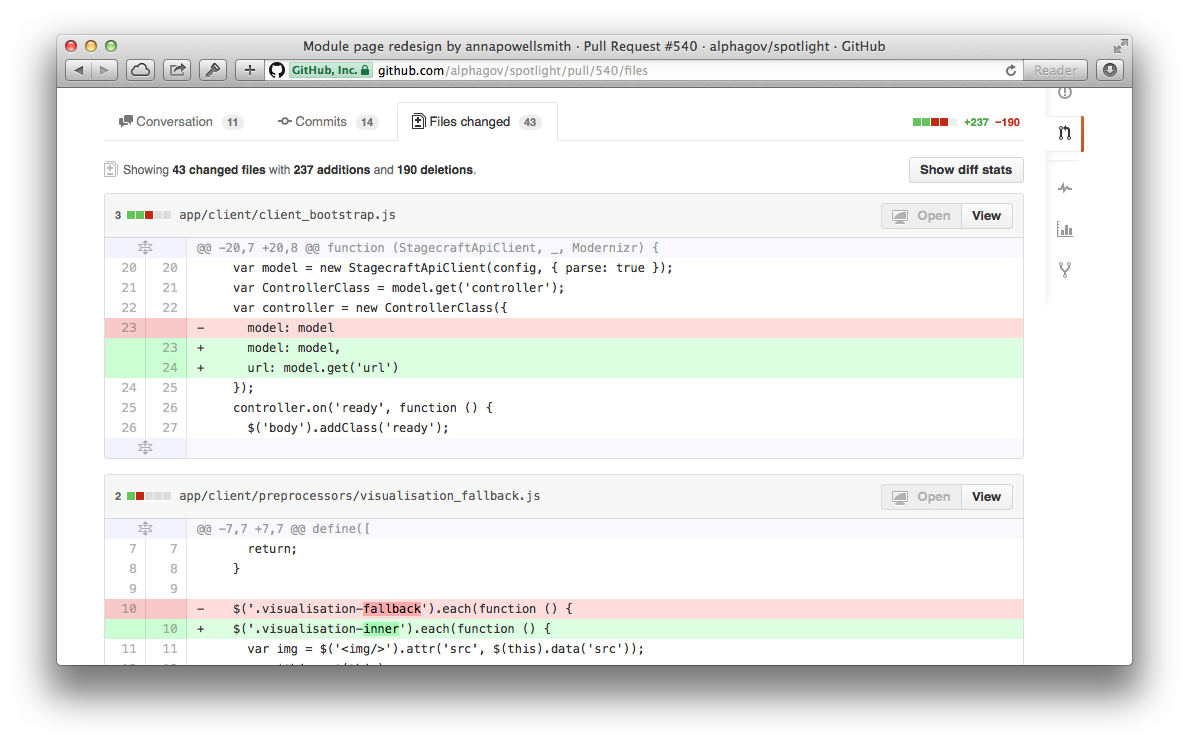 Module page redesign by annapowellsmith · Pull Request #540 · alphagov/spotlight · GitHub
GitHub, Inc. github.com/alphagov/spotlight/pull/540/files Reader
Conversation 11 Commits 14 Files changed 43 +237 −190
Showing 43 changed files with 237 additions and 190 deletions. Show diff stats
3 app/client/client_bootstrap.js Open View
@@ -20,7 +20,8 @@ function (StagecraftApiClient, _, Modernizr) {
20 20 var model = new StagecraftApiClient(config, { parse: true });
21 21 var ControllerClass = model.get('controller');
22 22 var controller = new ControllerClass({
23 - model: model
23 + model: model,
24 + url: model.get('url')
24 25 });
25 26 controller.on('ready', function () {
26 27 $('body').addClass('ready');
2 app/client/preprocessors/visualisation_fallback.js Open View
@@ -7,7 +7,7 @@ define([
7 7 return;
8 8 }
9 9
10 - $('.visualisation-fallback').each(function () {
10 + $('.visualisation-inner').each(function () {
11 11 var img = $('<img/>').attr('src', $(this).data('src'));